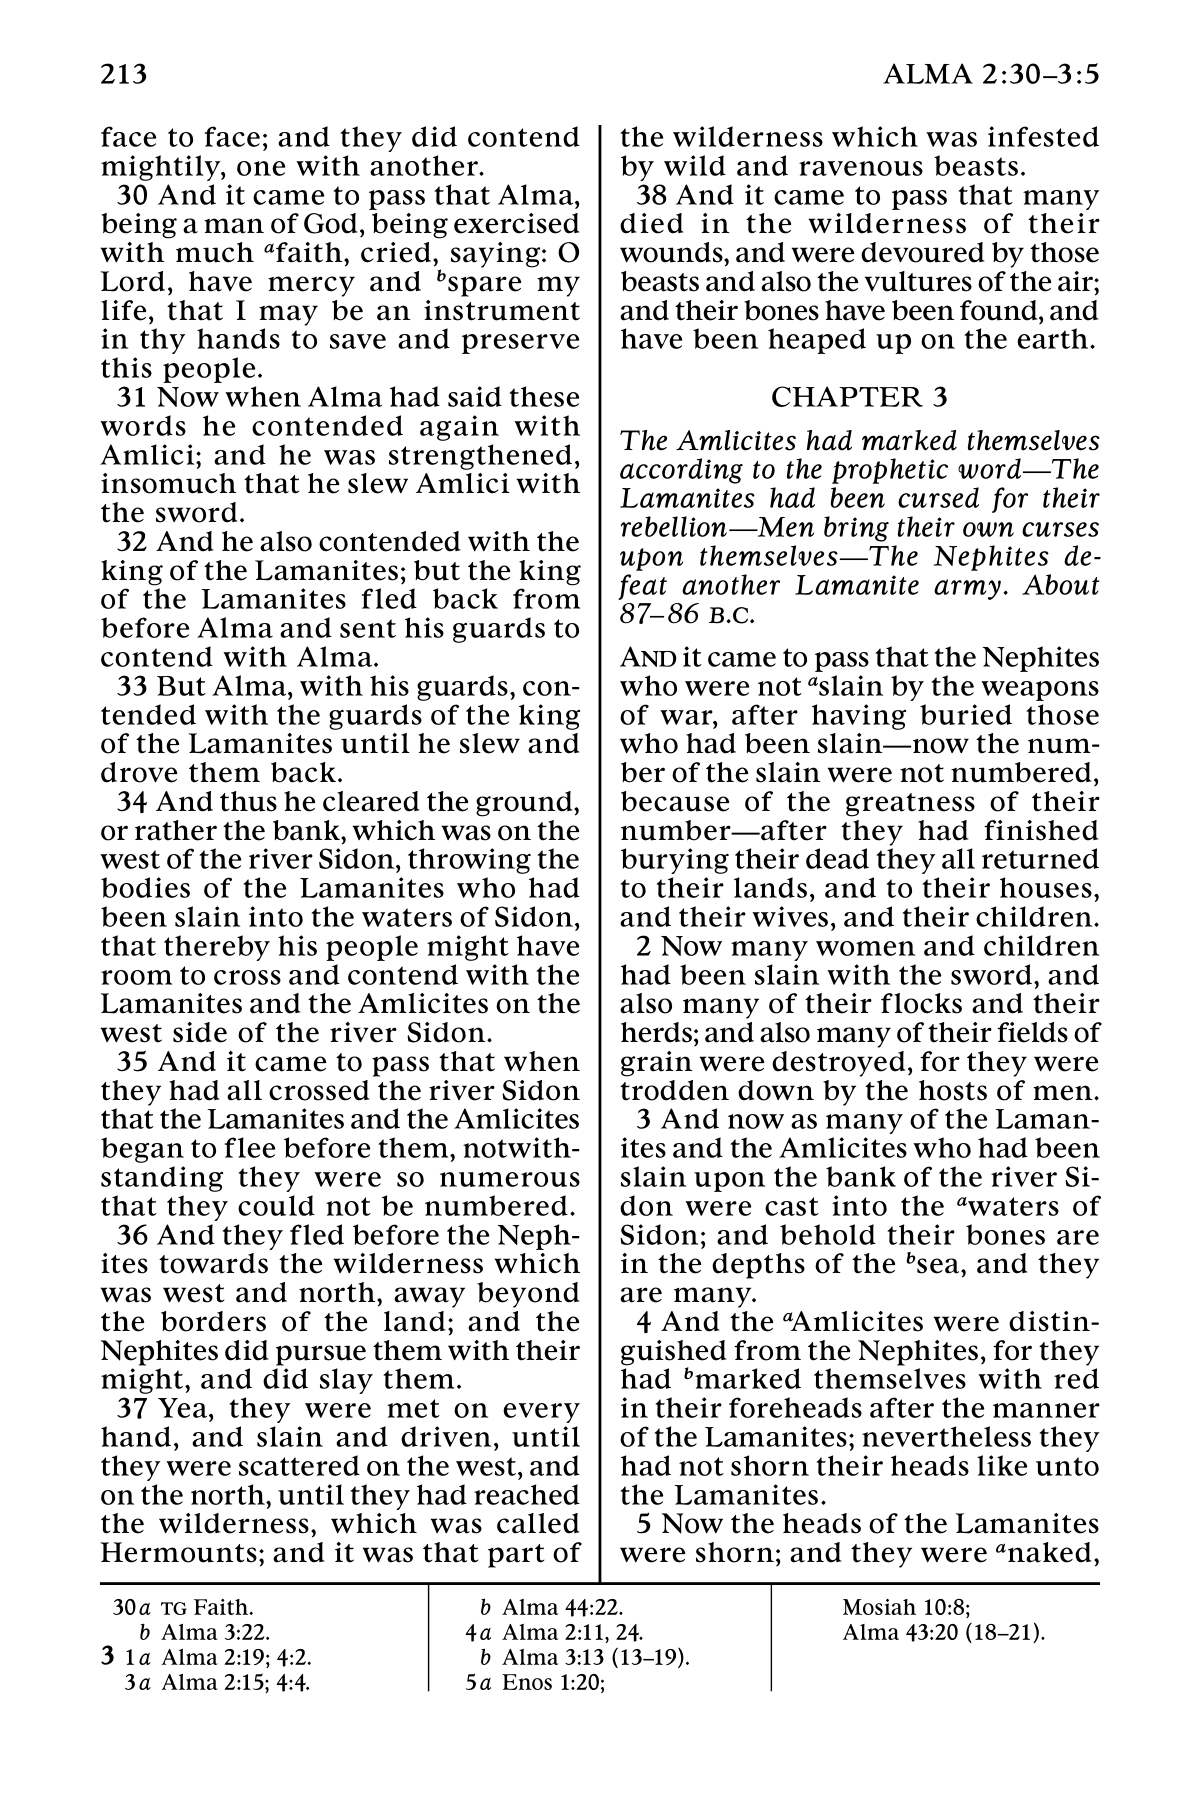 213
ALMA 2:30–3:5
face to face; and they did contend
mightily, one with another.
30 And it came to pass that Alma,
being a man of God, being exercised
with much afaith, cried, saying: O
Lord, have mercy and bspare my
life, that I may be an instrument
in thy hands to save and preserve
this people.
31 Now when Alma had said these
words he contended again with
Amlici; and he was strengthened,
insomuch that he slew Amlici with
the sword.
32 And he also contended with the
king of the Lamanites; but the king
of the Lamanites fled back from
before Alma and sent his guards to
contend with Alma.
33 But Alma, with his guards, con-
tended with the guards of the king
of the Lamanites until he slew and
drove them back.
34 And thus he cleared the ground,
or rather the bank, which was on the
west of the river Sidon, throwing the
bodies of the Lamanites who had
been slain into the waters of Sidon,
that thereby his people might have
room to cross and contend with the
Lamanites and the Amlicites on the
west side of the river Sidon.
35 And it came to pass that when
they had all crossed the river Sidon
that the Lamanites and the Amlicites
began to flee before them, notwith-
standing they were so numerous
that they could not be numbered.
36 And they fled before the Neph-
ites towards the wilderness which
was west and north, away beyond
the borders of the land; and the
Nephites did pursue them with their
might, and did slay them.
37 Yea, they were met on every
hand, and slain and driven, until
they were scattered on the west, and
on the north, until they had reached
the wilderness, which was called
Hermounts; and it was that part of
the wilderness which was infested
by wild and ravenous beasts.
38 And it came to pass that many
died in the wilderness of their
wounds, and were devoured by those
beasts and also the vultures of the air;
and their bones have been found, and
have been heaped up on the earth.
CHAPTER 3
The Amlicites had marked themselves
according to the prophetic word—The
Lamanites had been cursed for their
rebellion—Men bring their own curses
upon themselves—The Nephites de-
feat another Lamanite army. About
87–86 B.C.
AND it came to pass that the Nephites
who were not aslain by the weapons
of war, after having buried those
who had been slain—now the num-
ber of the slain were not numbered,
because of the greatness of their
number—after they had finished
burying their dead they all returned
to their lands, and to their houses,
and their wives, and their children.
2 Now many women and children
had been slain with the sword, and
also many of their flocks and their
herds; and also many of their fields of
grain were destroyed, for they were
trodden down by the hosts of men.
3 And now as many of the Laman-
ites and the Amlicites who had been
slain upon the bank of the river Si-
don were cast into the awaters of
Sidon; and behold their bones are
in the depths of the bsea, and they
are many.
4 And the aAmlicites were distin-
guished from the Nephites, for they
had bmarked themselves with red
in their foreheads after the manner
of the Lamanites; nevertheless they
had not shorn their heads like unto
the Lamanites.
5 Now the heads of the Lamanites
were shorn; and they were anaked,
30a TG Faith.
b Alma 3:22.
3 1a Alma 2:19; 4:2.
3a Alma 2:15; 4:4.
b Alma 44:22.
4a Alma 2:11, 24.
b Alma 3:13 (13–19).
5a Enos 1:20;
Mosiah 10:8;
Alma 43:20 (18–21).